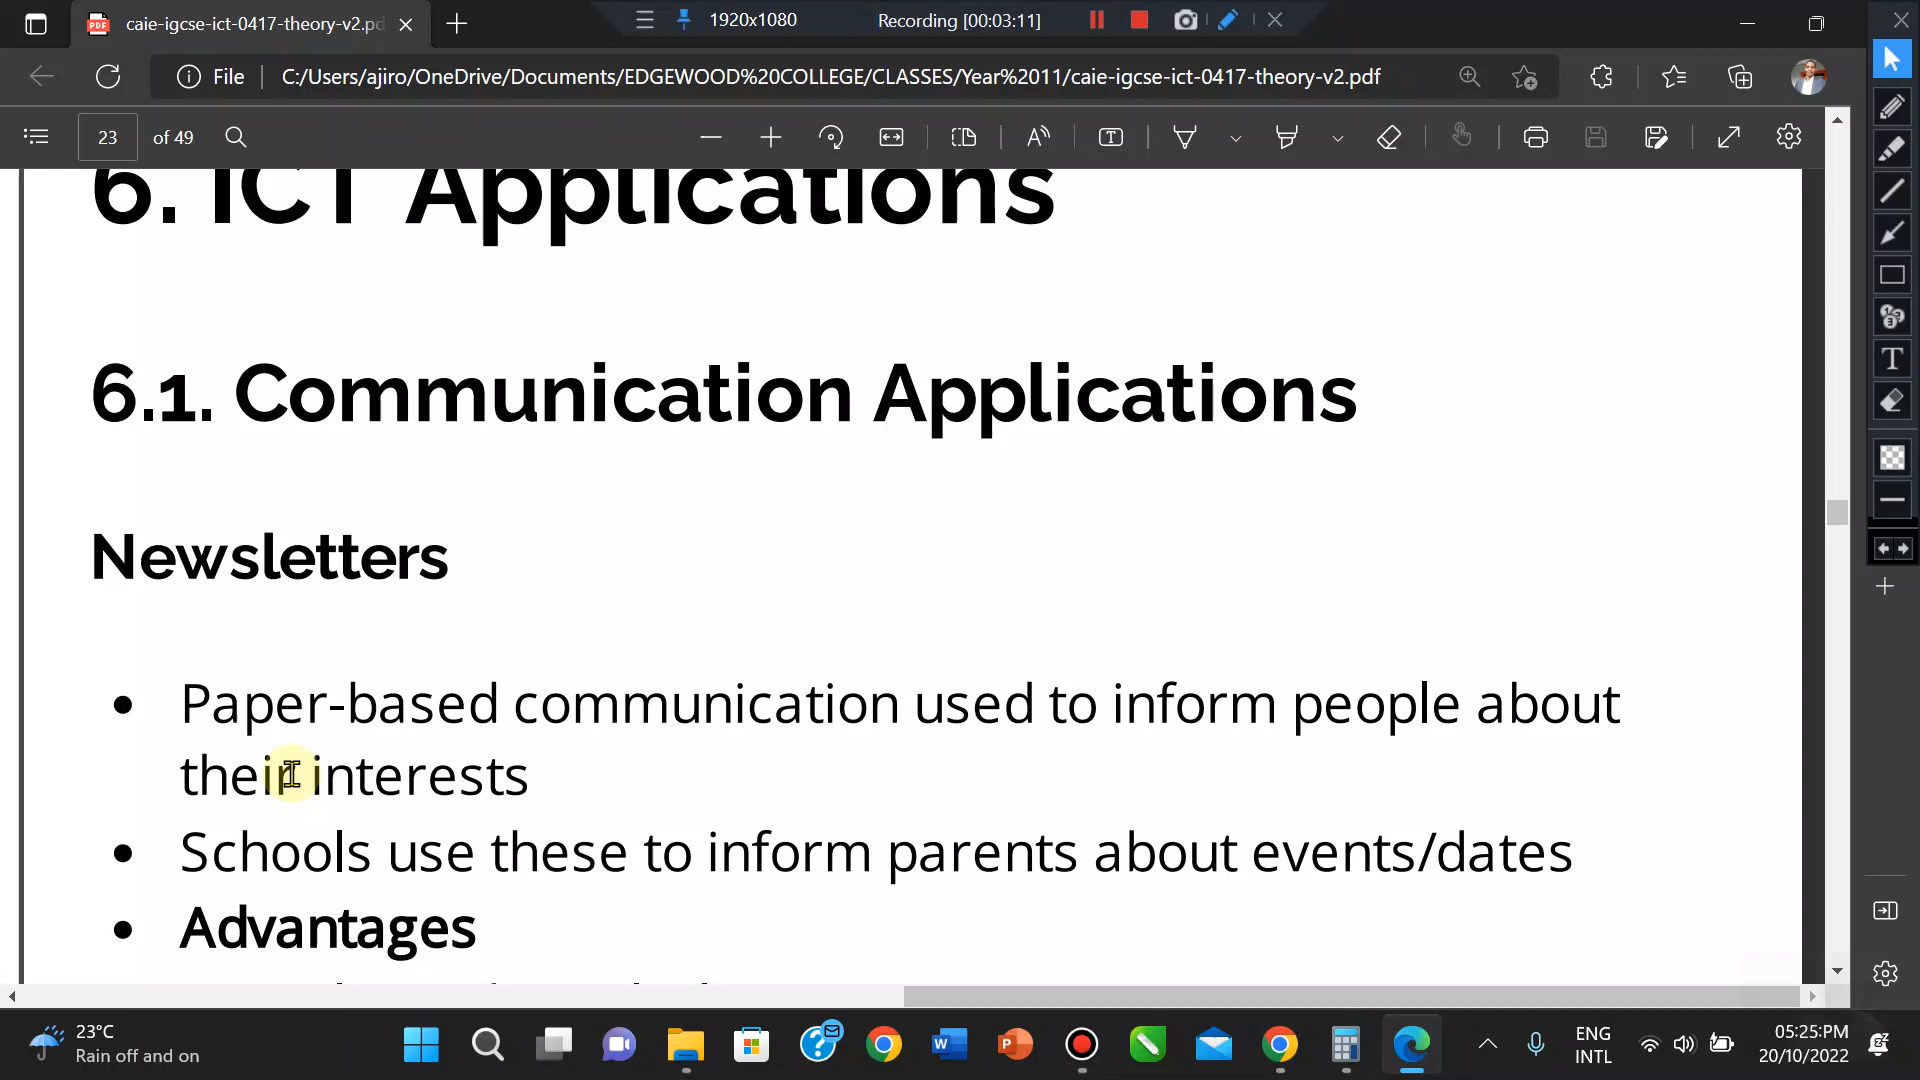 caie-igcse-ict-0417-theory-v2.pd
1920x1080
Recording [00:03:11]
File
C:/Users/ajiro/OneDrive/Documents/EDGEWOOD%20COLLEGE/CLASSES/Year%2011/caie-igcse-ict-0417-theory-v2.pdf
23 of 49
6. ICT Applications
6.1. Communication Applications
Newsletters
• Paper-based communication used to inform people about
their interests
• Schools use these to inform parents about events/dates
• Advantages
23°C
Rain off and on
ENG
INTL
05:25:PM
20/10/2022